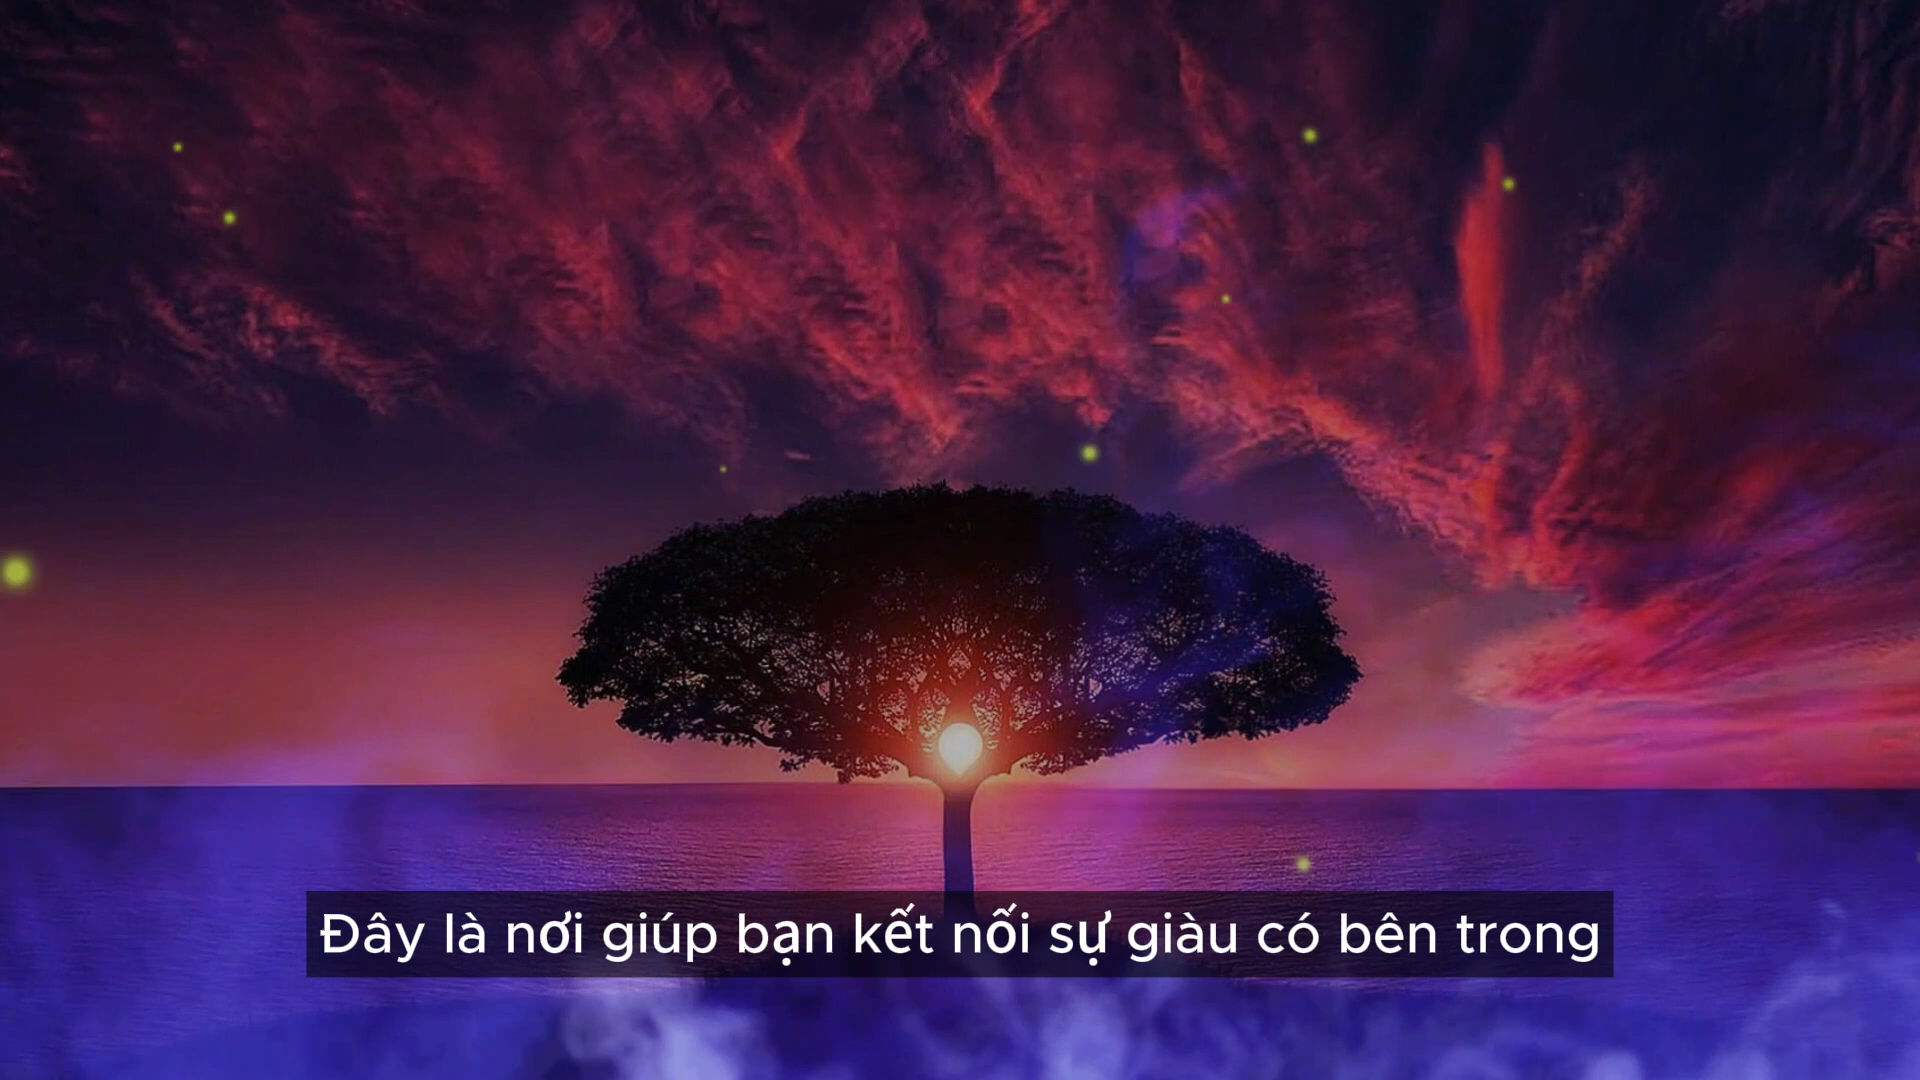 Đây là nơi giúp bạn kết nối sự giàu có bên trong